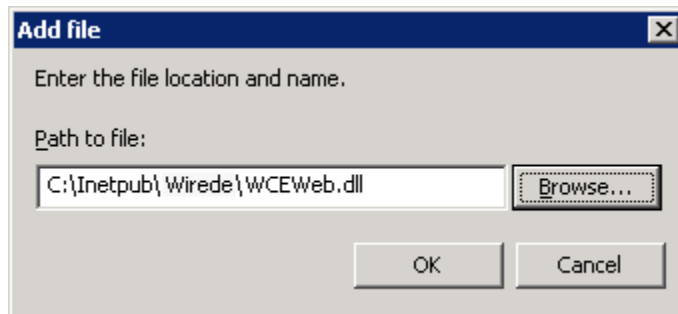 Add file
Enter the file location and name.
Path to file:
C:\Inetpub\ Wirede\WCEWeb.dll
Browse...
OK
Cancel